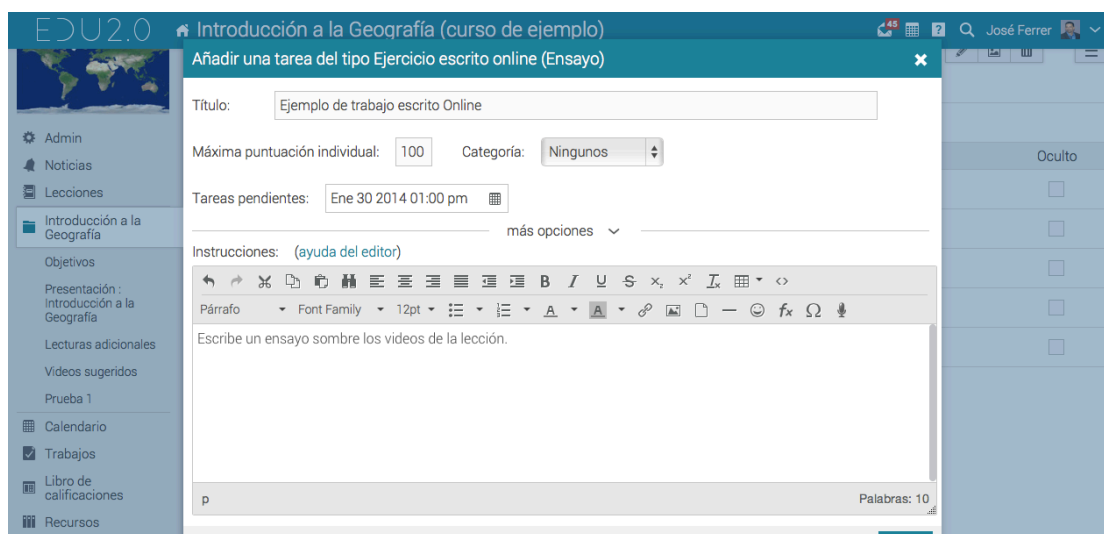 EDU2.0 Introducción a la Geografía (curso de ejemplo) 45 José Ferrer
Añadir una tarea del tipo Ejercicio escrito online (Ensayo)
Título: Ejemplo de trabajo escrito Online
Máxima puntuación individual: 100 Categoría: Ningunos
Tareas pendientes: Ene 30 2014 01:00 pm
más opciones
Instrucciones: (ayuda del editor)
B I U S x₂ x² Tx <>
Párrafo Font Family 12pt A A fx Ω
Escribe un ensayo sombre los videos de la lección.
p Palabras: 10
Admin
Noticias
Lecciones
Introducción a la
Geografía
Objetivos
Presentación :
Introducción a la
Geografía
Lecturas adicionales
Videos sugeridos
Prueba 1
Calendario
Trabajos
Libro de
calificaciones
Recursos
Oculto